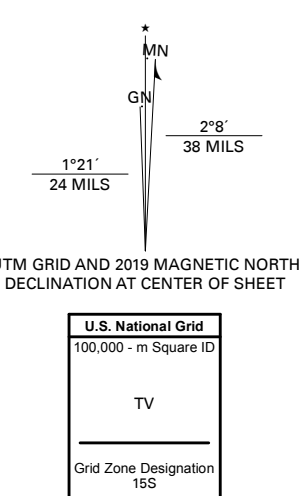 MN
GN
2°8´
38 MILS
1°21´
24 MILS
UTM GRID AND 2019 MAGNETIC NORTH
DECLINATION AT CENTER OF SHEET
U.S. National Grid
100,000 - m Square ID
TV
Grid Zone Designation
15S